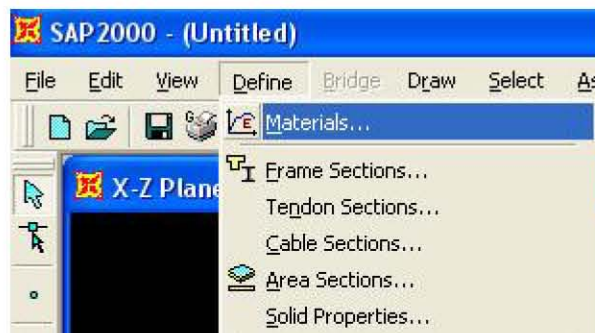 SAP2000 - (Untitled)
File Edit View Define Bridge Draw Select As
Materials...
Frame Sections...
X-Z Plane
Tendon Sections...
Cable Sections...
Area Sections...
Solid Properties...